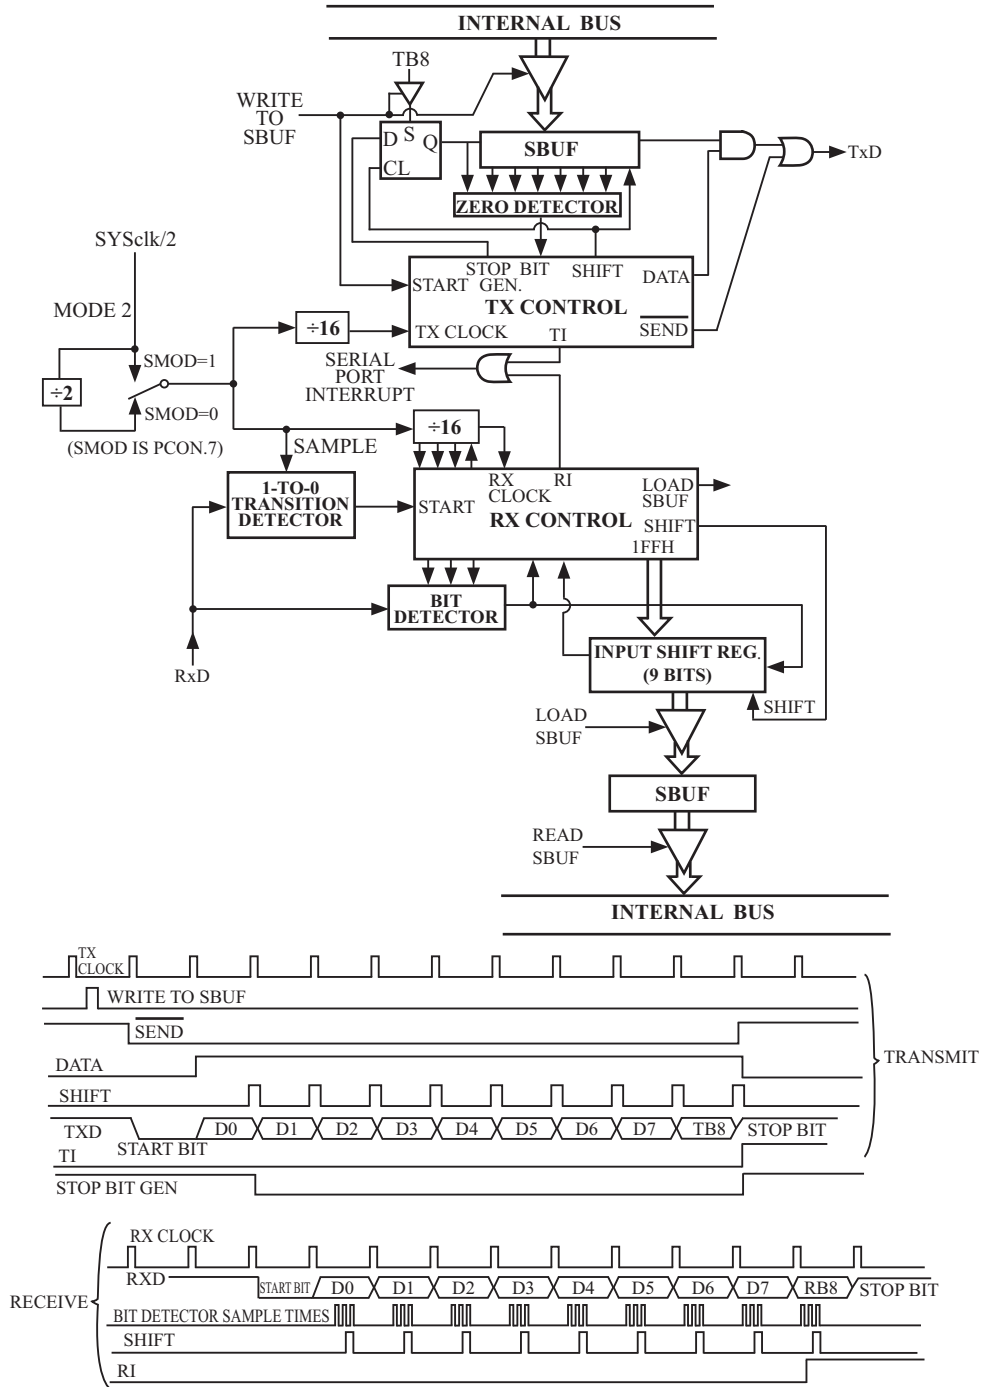 INTERNAL BUS
TB8
WRITE
TO
SBUF
D S Q
CL
SBUF
TxD
ZERO DETECTOR
SYSclk/2
STOP BIT SHIFT DATA
START GEN.
TX CONTROL
MODE 2
÷16
TX CLOCK TI SEND
SMOD=1
SERIAL
PORT
INTERRUPT
÷2
SMOD=0
(SMOD IS PCON.7)
÷16
SAMPLE
1-TO-0
TRANSITION
DETECTOR
RX RI LOAD
CLOCK SBUF
START
RX CONTROL SHIFT
1FFH
BIT
DETECTOR
RxD
INPUT SHIFT REG.
(9 BITS)
SHIFT
LOAD
SBUF
SBUF
READ
SBUF
INTERNAL BUS
TX
CLOCK
WRITE TO SBUF
SEND
DATA
TRANSMIT
SHIFT
TXD START BIT D0 D1 D2 D3 D4 D5 D6 D7 TB8 STOP BIT
TI
STOP BIT GEN
RX CLOCK
RXD START BIT D0 D1 D2 D3 D4 D5 D6 D7 RB8 STOP BIT
RECEIVE
BIT DETECTOR SAMPLE TIMES
SHIFT
RI